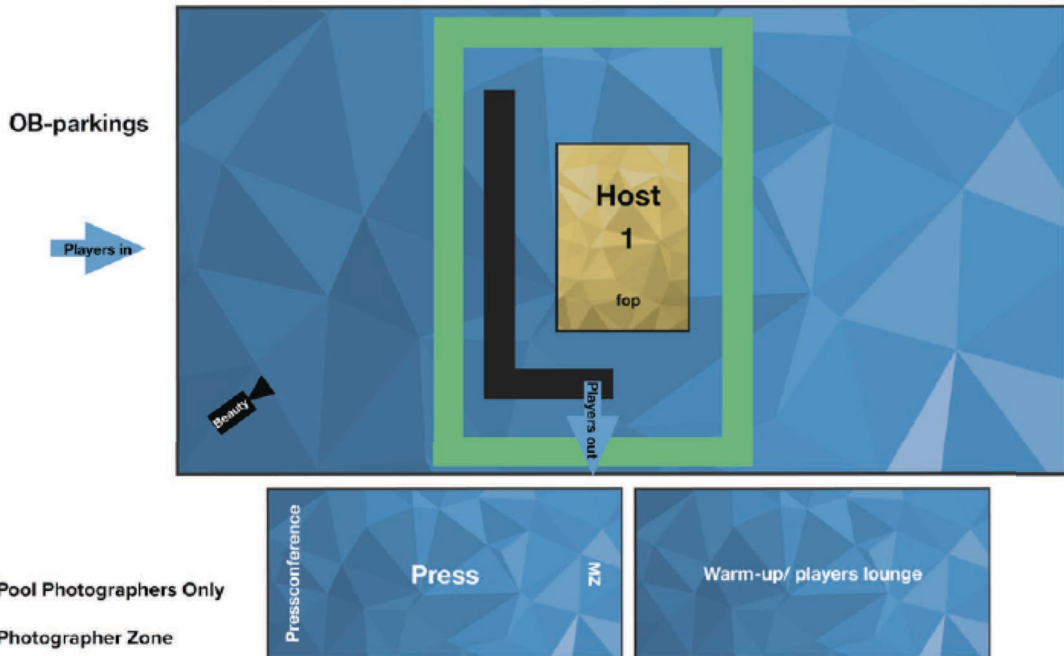 OB-parkings
Host
1
fop
Players in
Beauty
Players out
Pressconference
Press
MZ
Warm-up/ players lounge
Pool Photographers Only
Photographer Zone